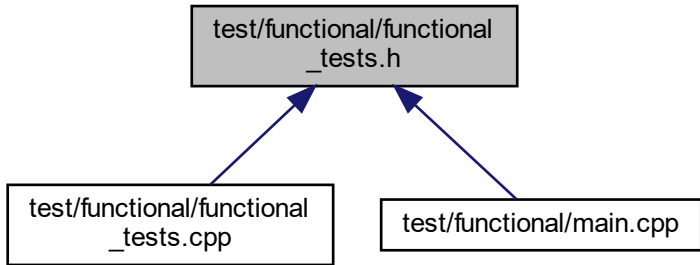 test/functional/functional
_tests.h
test/functional/functional
_tests.cpp
test/functional/main.cpp